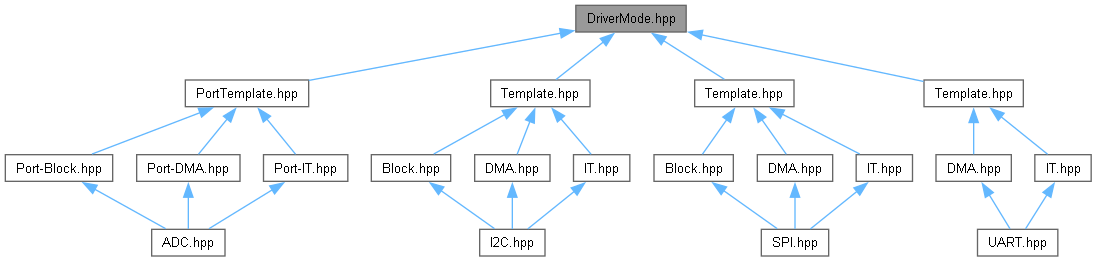 DriverMode.hpp
PortTemplate.hpp
Template.hpp
Template.hpp
Template.hpp
Port-Block.hpp
Port-DMA.hpp
Port-IT.hpp
Block.hpp
DMA.hpp
IT.hpp
Block.hpp
DMA.hpp
IT.hpp
DMA.hpp
IT.hpp
ADC.hpp
I2C.hpp
SPI.hpp
UART.hpp